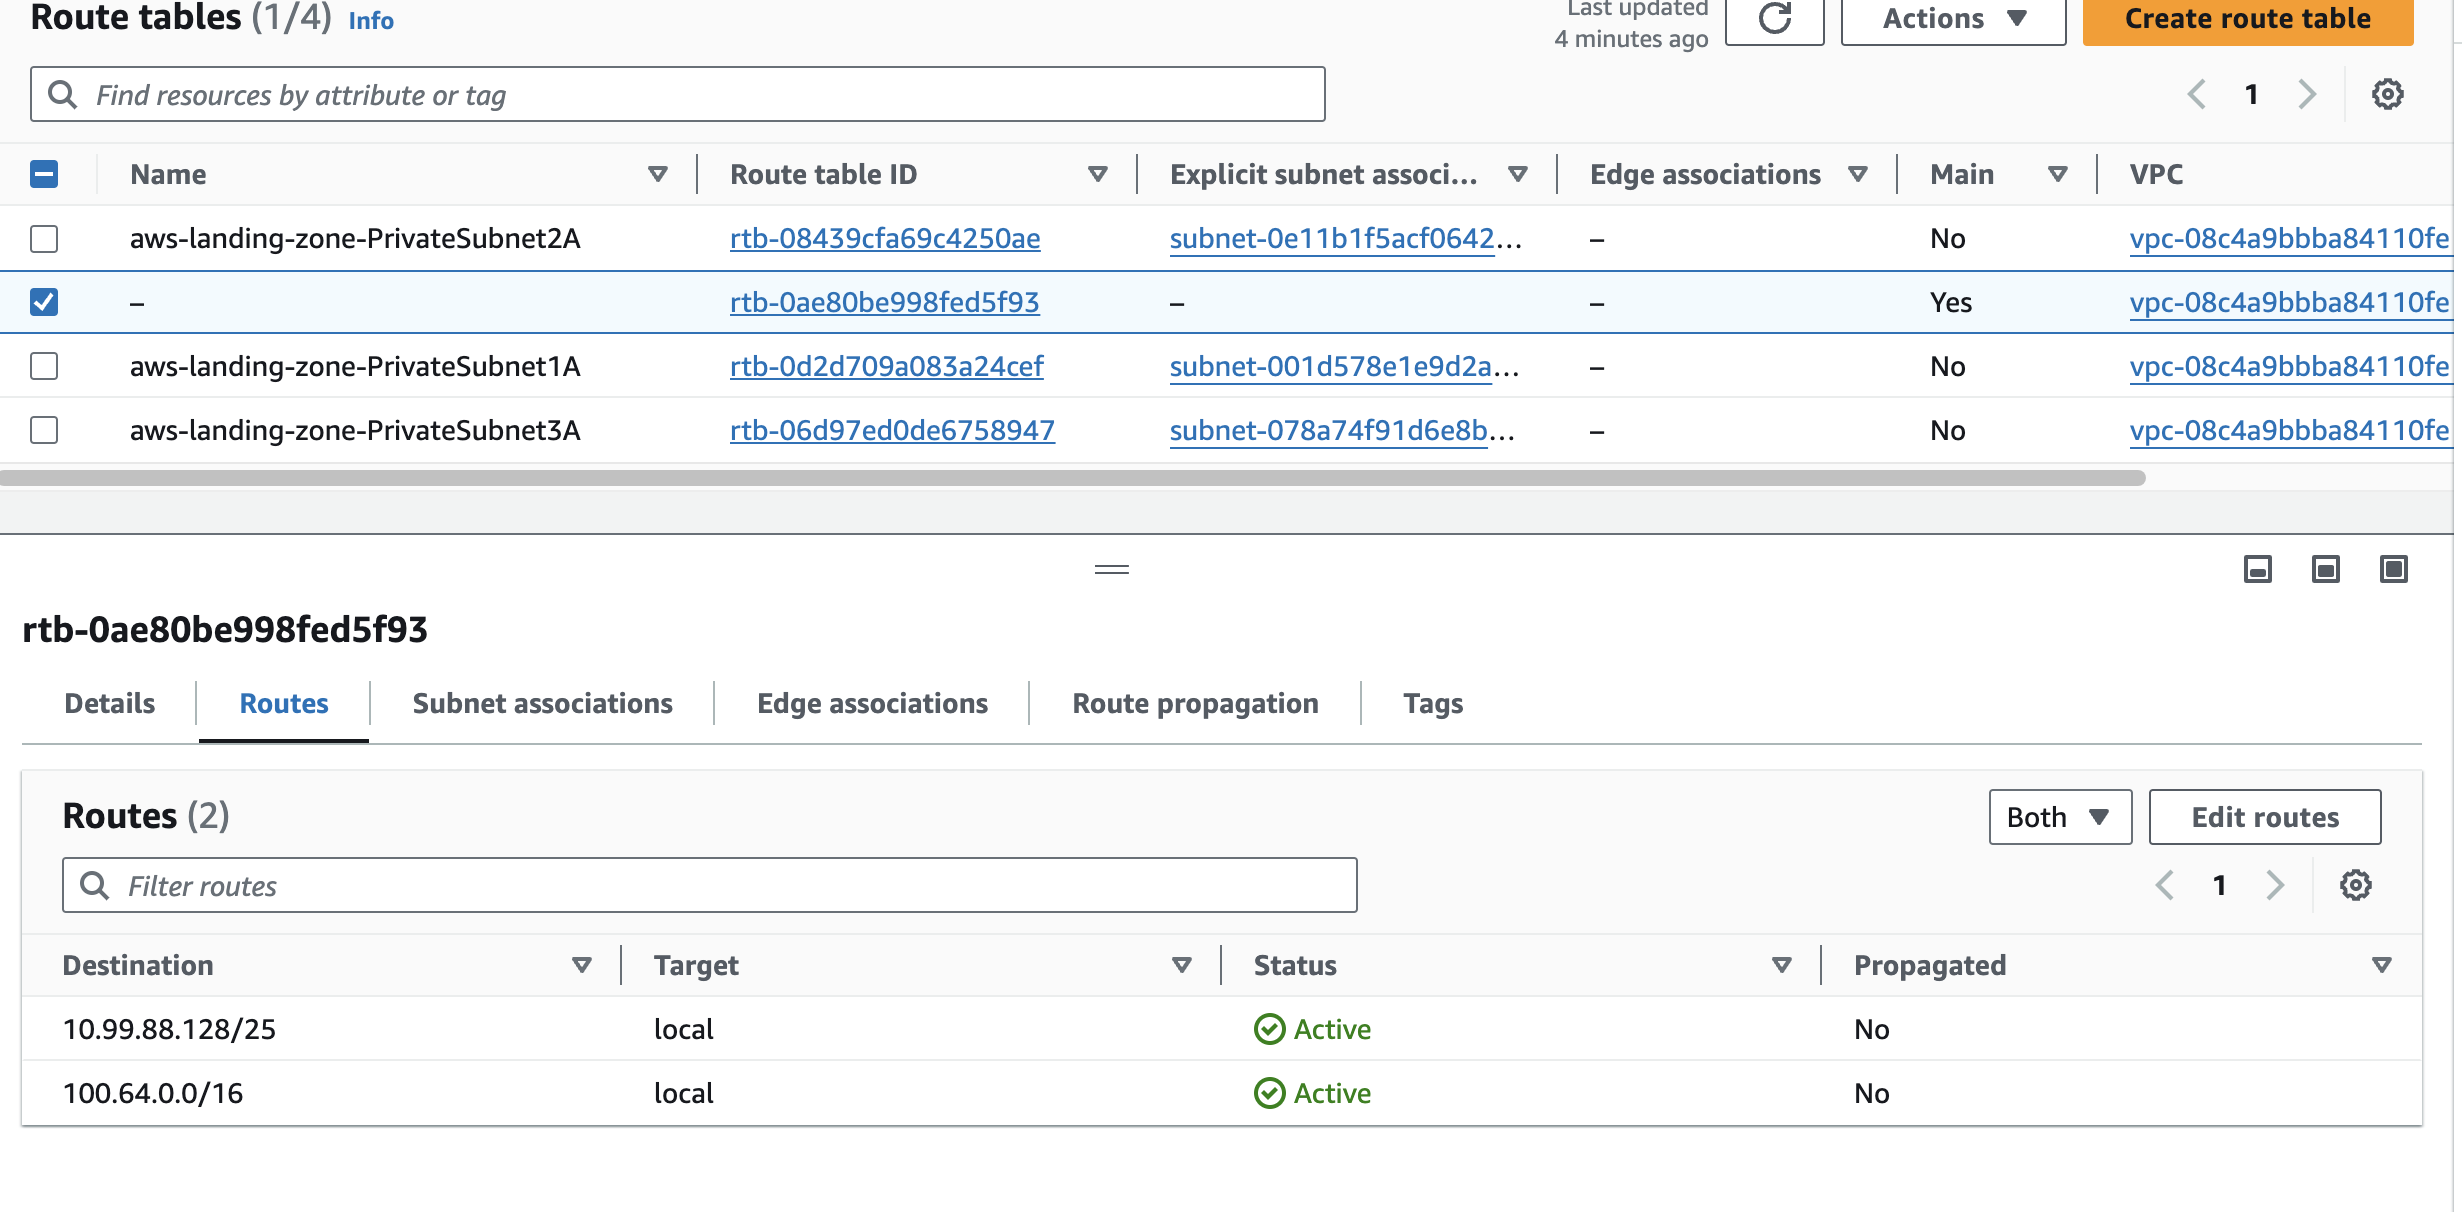 Route tables (1/4) Info
Last updated
4 minutes ago
Actions
Create route table
Find resources by attribute or tag
1
Name Route table ID Explicit subnet associ... Edge associations Main VPC
aws-landing-zone-PrivateSubnet2A rtb-08439cfa69c4250ae subnet-0e11b1f5acf0642... – No vpc-08c4a9bbba84110fe
– rtb-0ae80be998fed5f93 – – Yes vpc-08c4a9bbba84110fe
aws-landing-zone-PrivateSubnet1A rtb-0d2d709a083a24cef subnet-001d578e1e9d2a... – No vpc-08c4a9bbba84110fe
aws-landing-zone-PrivateSubnet3A rtb-06d97ed0de6758947 subnet-078a74f91d6e8b... – No vpc-08c4a9bbba84110fe
rtb-0ae80be998fed5f93
Details Routes Subnet associations Edge associations Route propagation Tags
Routes (2)
Both
Edit routes
Filter routes
1
Destination Target Status Propagated
10.99.88.128/25 local Active No
100.64.0.0/16 local Active No